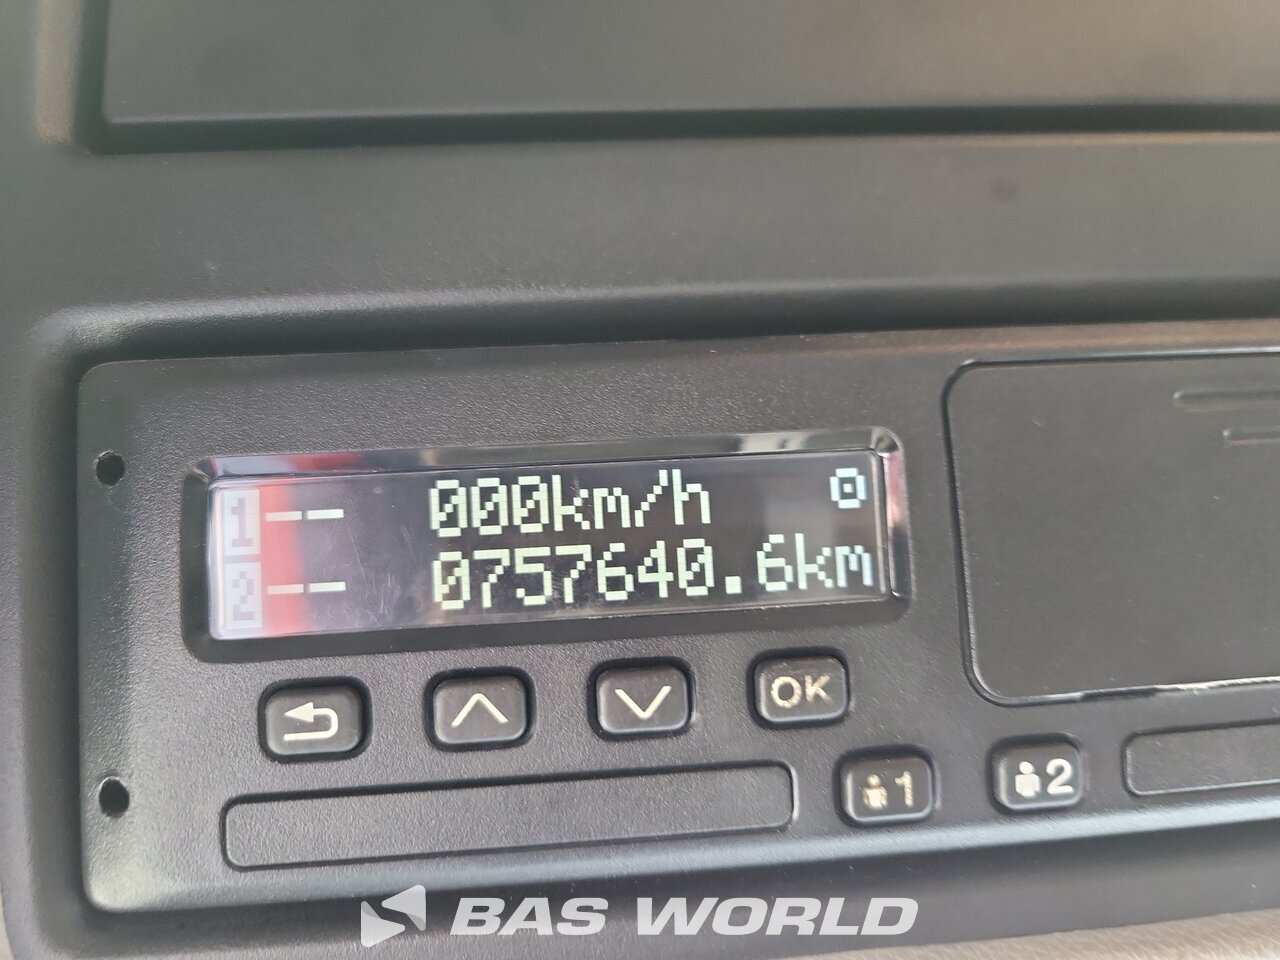 1 -- 000km/h
2 -- 0757640.6km
OK
1
2
BAS WORLD